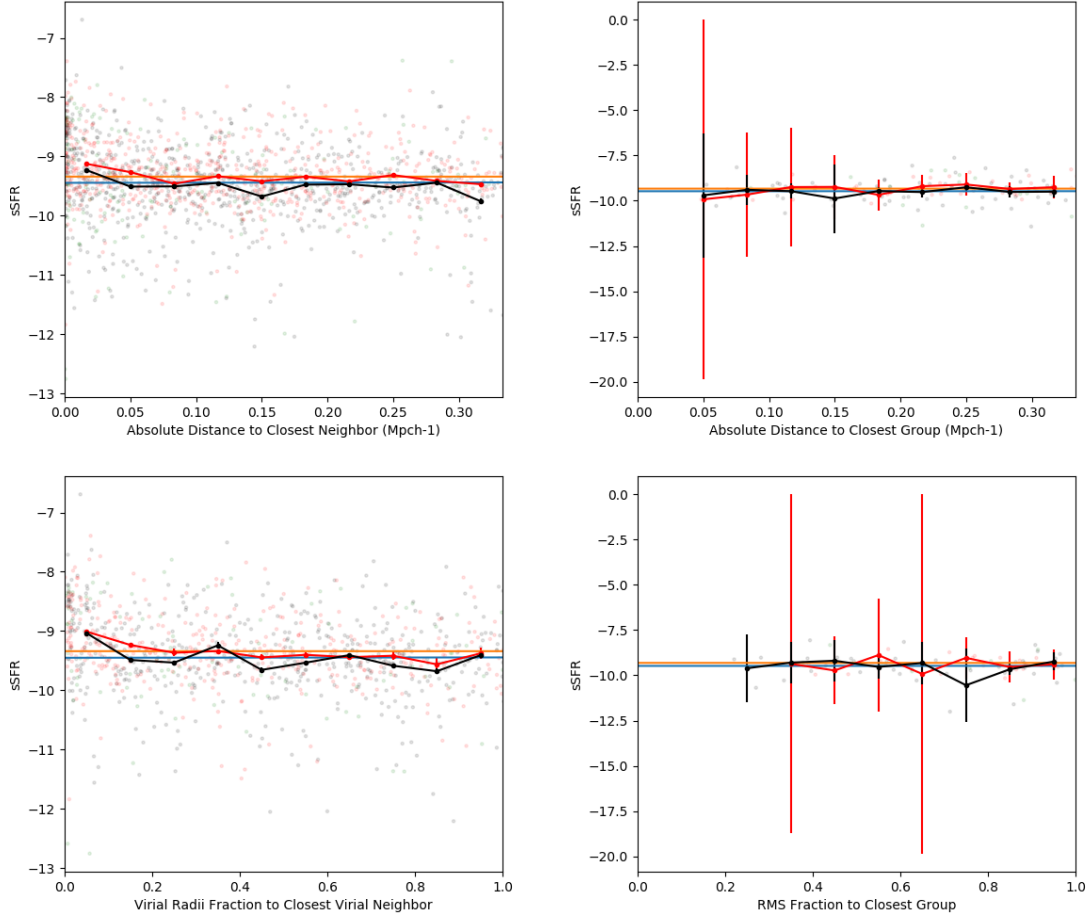 −7
−8
−9
−10
−11
−12
−13
sSFR
0.00 0.05 0.10 0.15 0.20 0.25 0.30
Absolute Distance to Closest Neighbor (Mpch-1)
0.0
−2.5
−5.0
−7.5
−10.0
−12.5
−15.0
−17.5
−20.0
sSFR
0.00 0.05 0.10 0.15 0.20 0.25 0.30
Absolute Distance to Closest Group (Mpch-1)
−7
−8
−9
−10
−11
−12
−13
sSFR
0.0 0.2 0.4 0.6 0.8 1.0
Virial Radii Fraction to Closest Virial Neighbor
0.0
−2.5
−5.0
−7.5
−10.0
−12.5
−15.0
−17.5
−20.0
sSFR
0.0 0.2 0.4 0.6 0.8 1.0
RMS Fraction to Closest Group